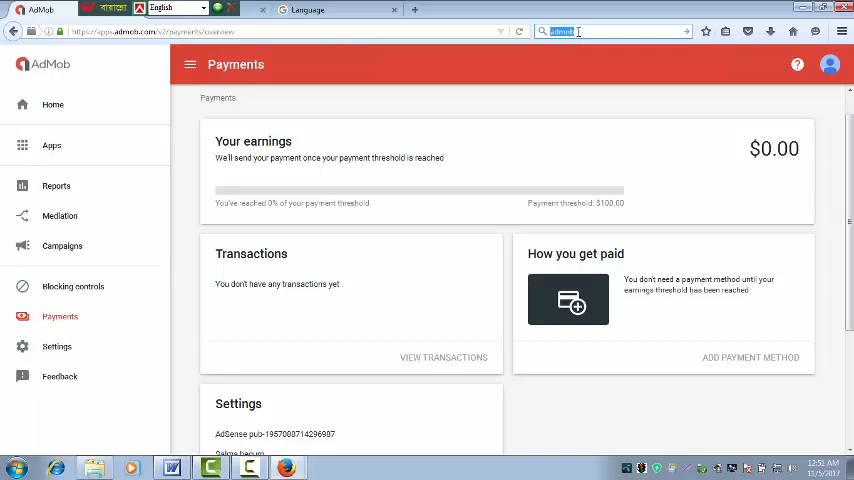 AdMob
বায়ান্নো
English
Language
https://apps.admob.com/v2/payments/overview
admob
AdMob
Payments
Home
Apps
Reports
Mediation
Campaigns
Blocking controls
Payments
Settings
Feedback
Payments
Your earnings
We'll send your payment once your payment threshold is reached
$0.00
You've reached 0% of your payment threshold
Payment threshold: $100.00
Transactions
You don't have any transactions yet
VIEW TRANSACTIONS
How you get paid
You don't need a payment method until your
earnings threshold has been reached
ADD PAYMENT METHOD
Settings
AdSense pub-1957088714296987
Salma begum
12:51 AM
11/5/2017